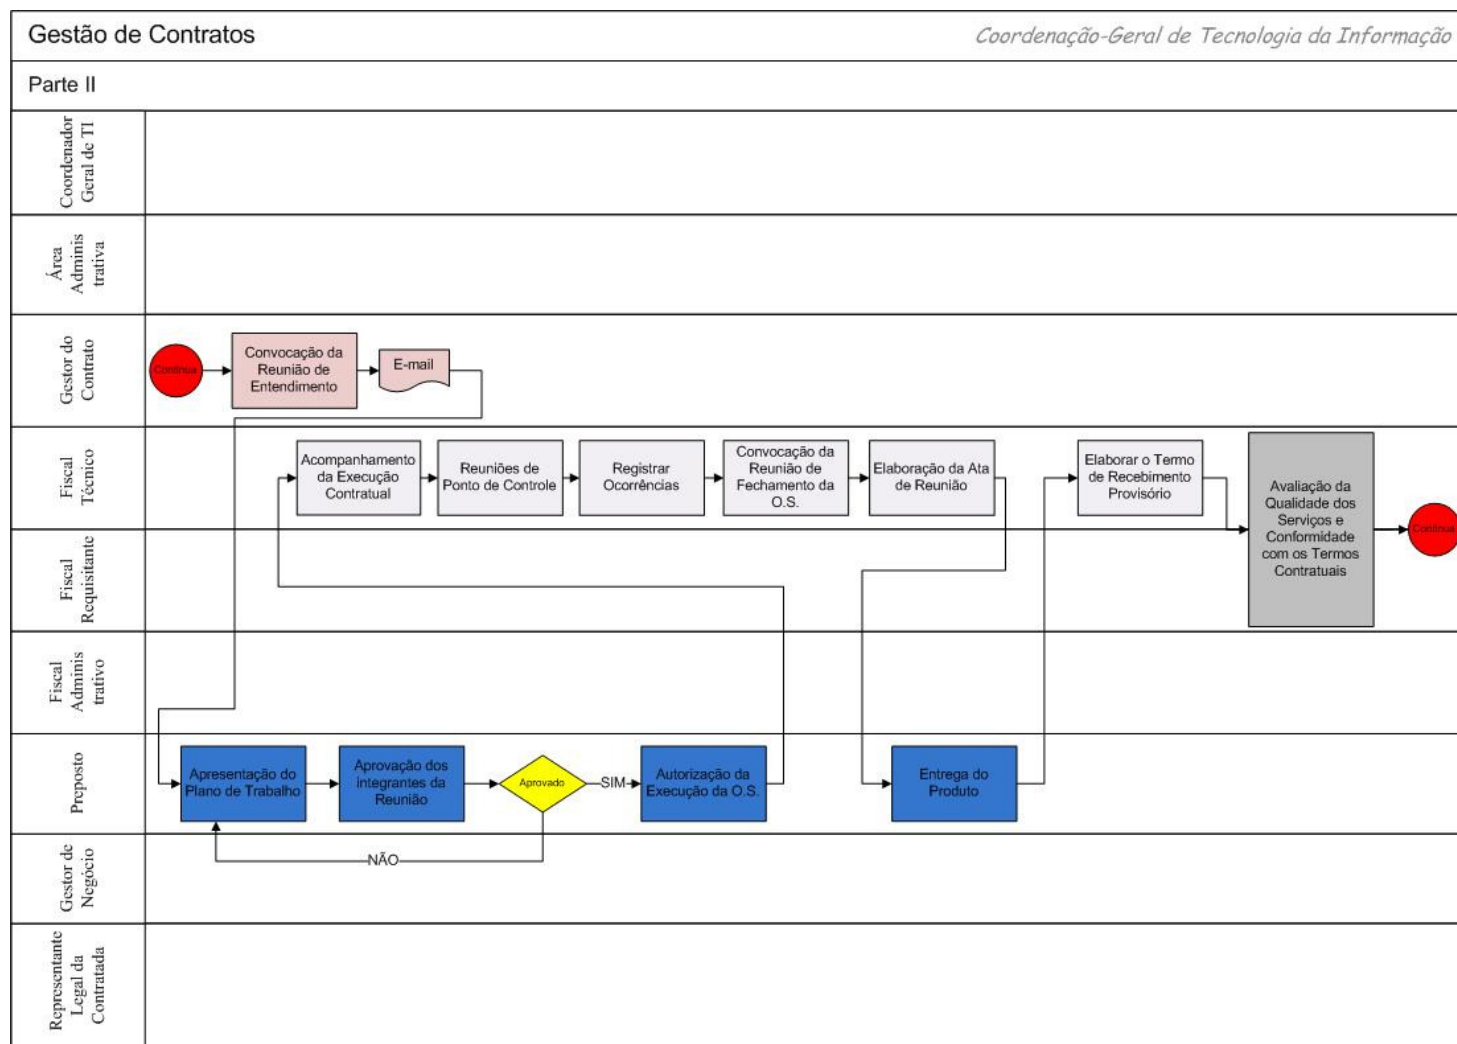 Gestão de Contratos
Coordenação-Geral de Tecnologia da Informação
Parte II
Coordenador
Geral de TI
Área
Adminis
trativa
Gestor do
Contrato
Continua
Convocação da
Reunião de
Entendimento
E-mail
Fiscal
Técnico
Acompanhamento
da Execução
Contratual
Reuniões de
Ponto de Controle
Registrar
Ocorrências
Convocação da
Reunião de
Fechamento da
O.S.
Elaboração da Ata
de Reunião
Elaborar o Termo
de Recebimento
Provisório
Avaliação da
Qualidade dos
Serviços e
Conformidade
com os Termos
Contratuais
Continua
Fiscal
Requisitante
Fiscal
Adminis
trativo
Preposto
Apresentação do
Plano de Trabalho
Aprovação dos
integrantes da
Reunião
Aprovado
SIM
Autorização da
Execução da O.S.
Entrega do
Produto
NÃO
Gestor de
Negócio
Representante
Legal da
Contratada